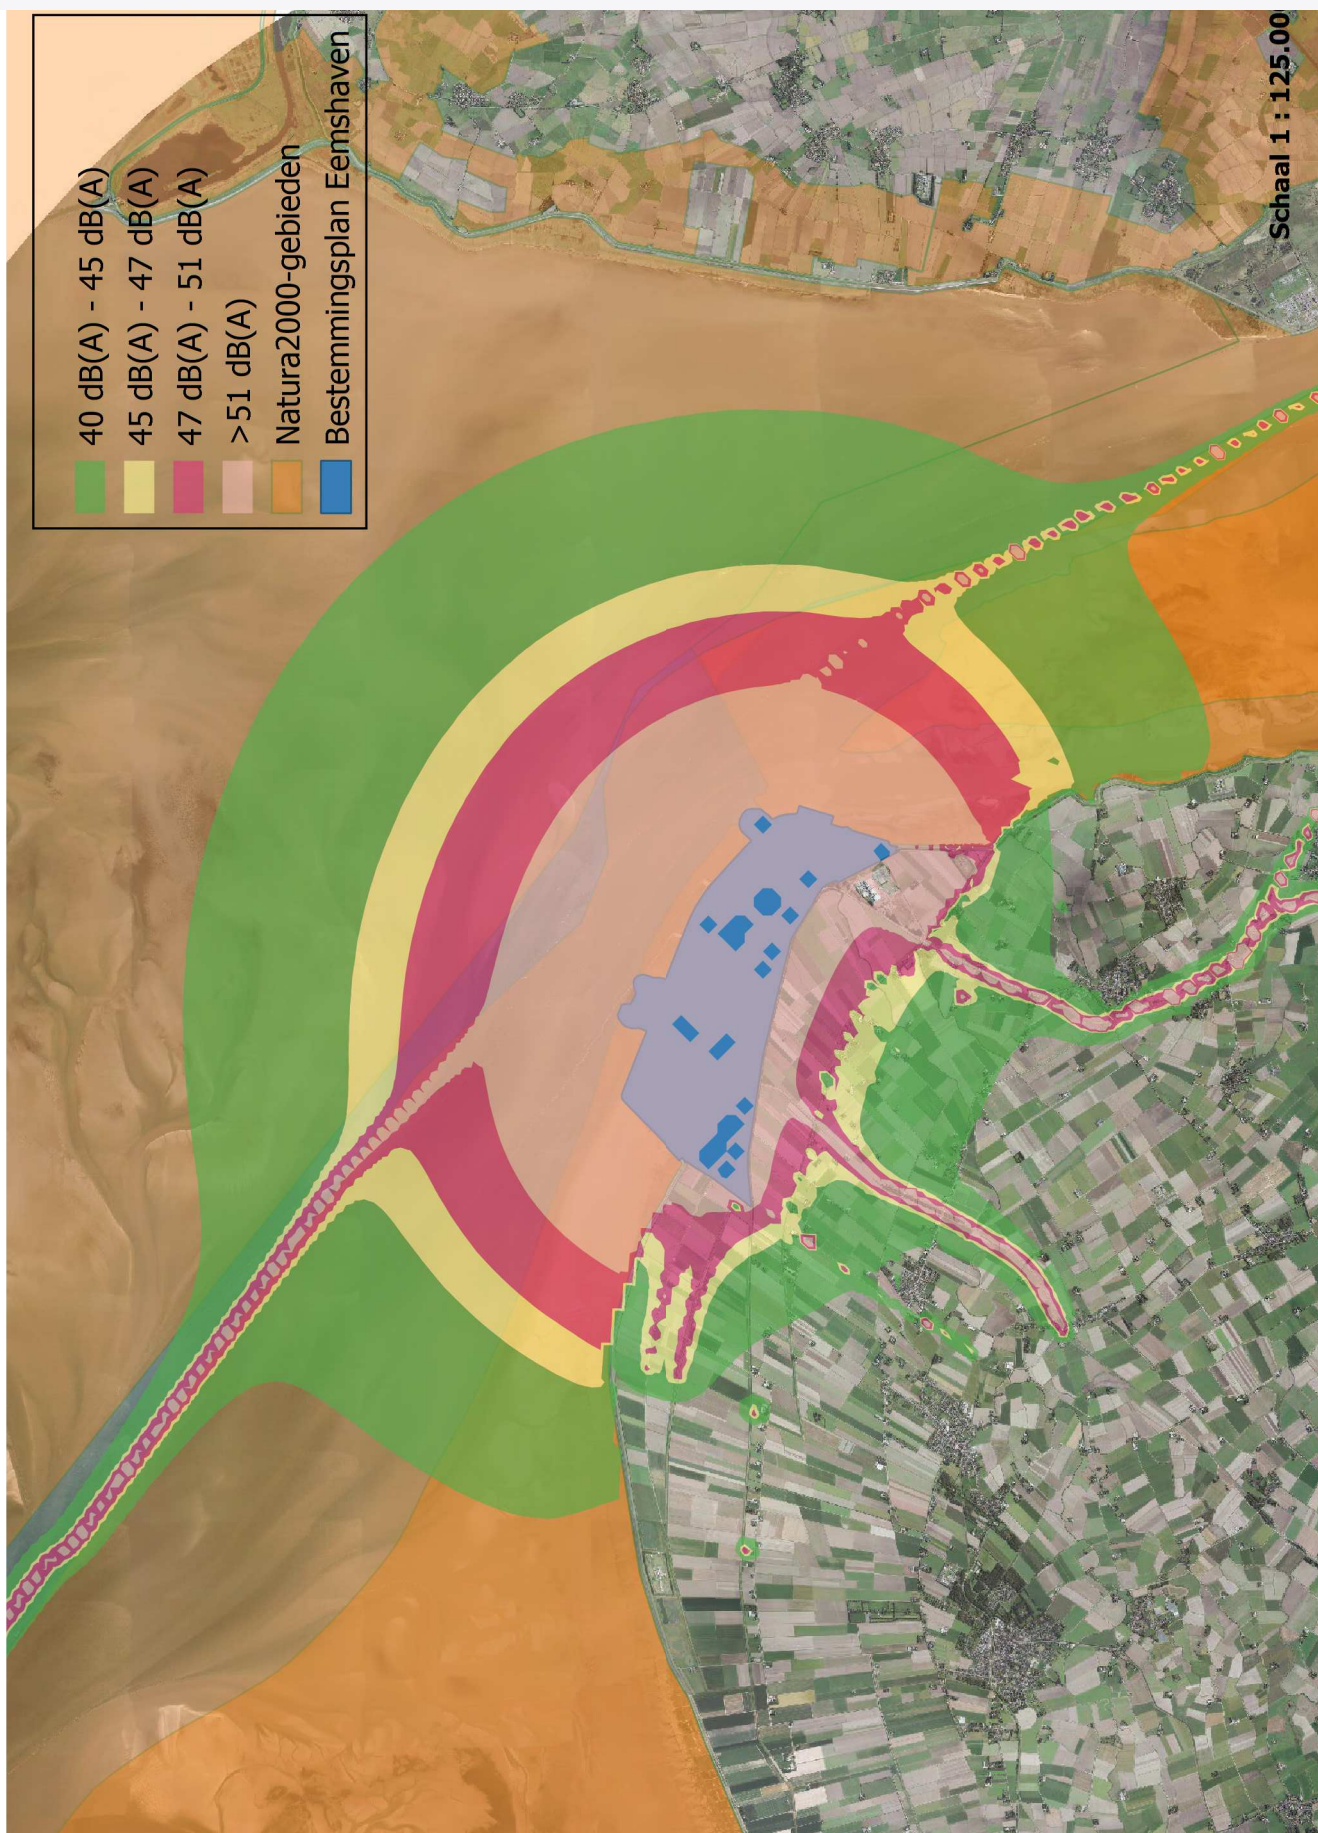 40 dB(A) - 45 dB(A)
45 dB(A) - 47 dB(A)
47 dB(A) - 51 dB(A)
>51 dB(A)
Natura2000-gebieden
Bestemmingsplan Eemshaven
Schaal 1 : 125.00